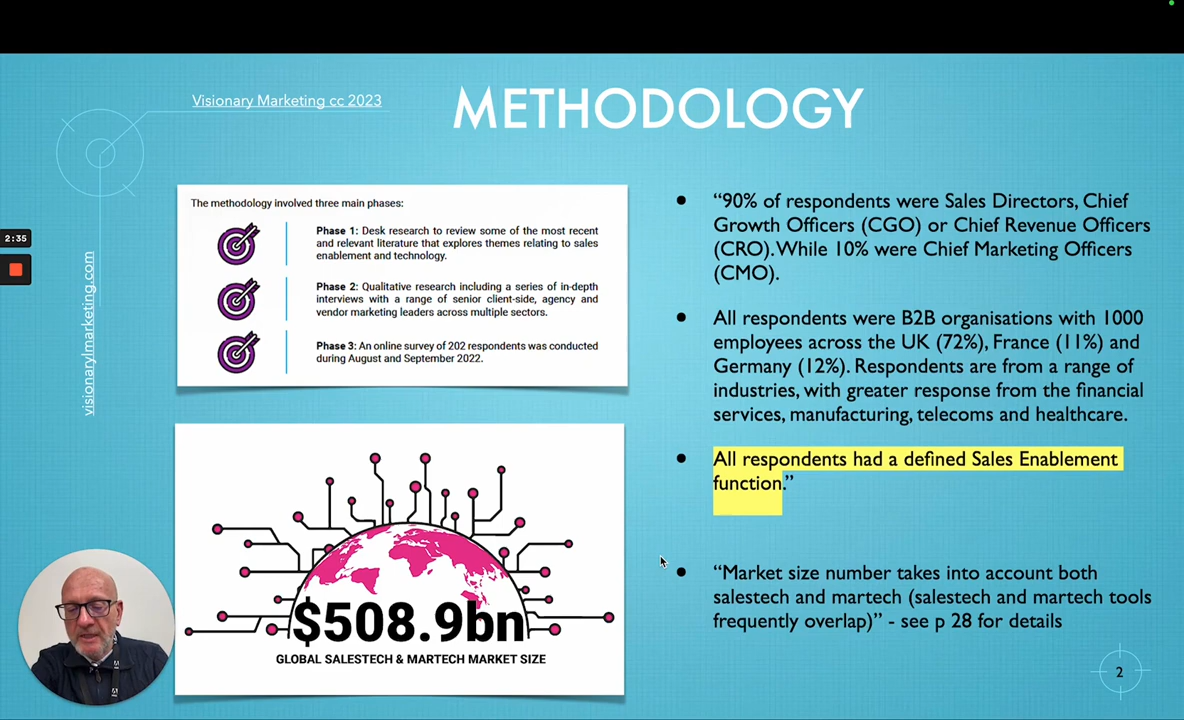 Visionary Marketing cc 2023
METHODOLOGY
2:35
visionarylmarketing.com
The methodology involved three main phases:
Phase 1: Desk research to review some of the most recent
and relevant literature that explores themes relating to sales
enablement and technology.
Phase 2: Qualitative research including a series of in-depth
interviews with a range of senior client-side, agency and
vendor marketing leaders across multiple sectors.
Phase 3: An online survey of 202 respondents was conducted
during August and September 2022.
$508.9bn
GLOBAL SALESTECH & MARTECH MARKET SIZE
• “90% of respondents were Sales Directors, Chief
Growth Officers (CGO) or Chief Revenue Officers
(CRO). While 10% were Chief Marketing Officers
(CMO).
• All respondents were B2B organisations with 1000
employees across the UK (72%), France (11%) and
Germany (12%). Respondents are from a range of
industries, with greater response from the financial
services, manufacturing, telecoms and healthcare.
• All respondents had a defined Sales Enablement
function.”
• “Market size number takes into account both
salestech and martech (salestech and martech tools
frequently overlap)” - see p 28 for details
2